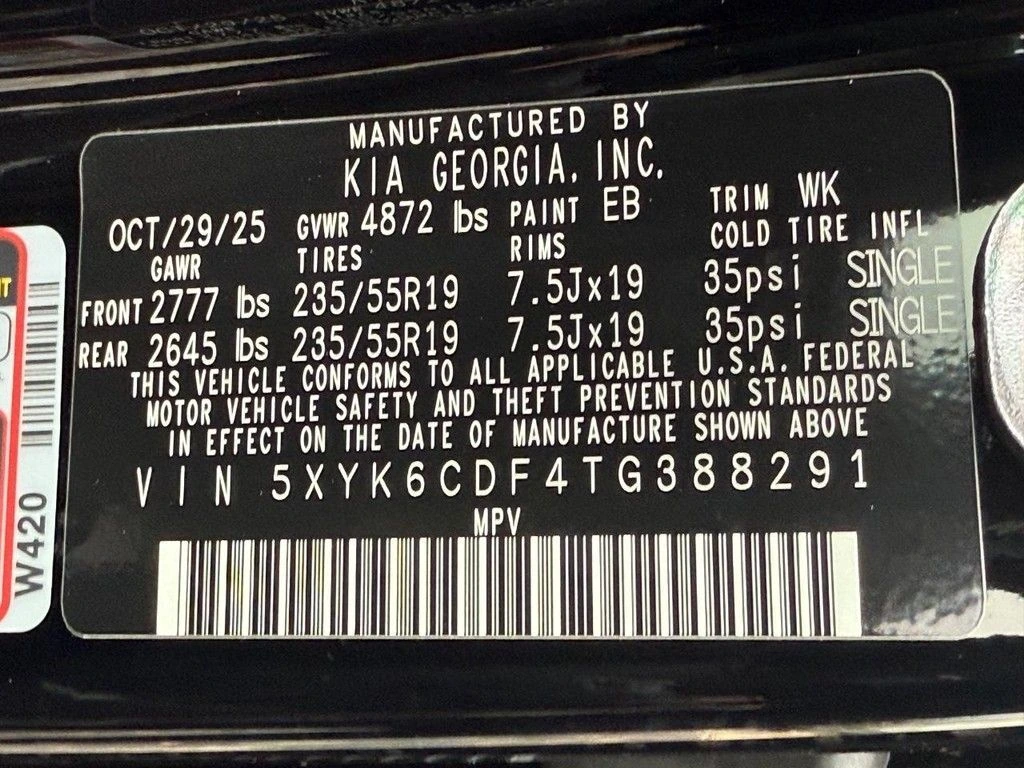 MANUFACTURED BY
KIA GEORGIA, INC.
OCT/29/25 GVWR 4872 lbs PAINT EB TRIM WK
GAWR TIRES RIMS COLD TIRE INFL
FRONT 2777 lbs 235/55R19 7.5Jx19 35psi SINGLE
REAR 2645 lbs 235/55R19 7.5Jx19 35psi SINGLE
THIS VEHICLE CONFORMS TO ALL APPLICABLE U.S.A. FEDERAL
MOTOR VEHICLE SAFETY AND THEFT PREVENTION STANDARDS
IN EFFECT ON THE DATE OF MANUFACTURE SHOWN ABOVE
VIN 5XYK6CDF4TG388291
MPV
W420